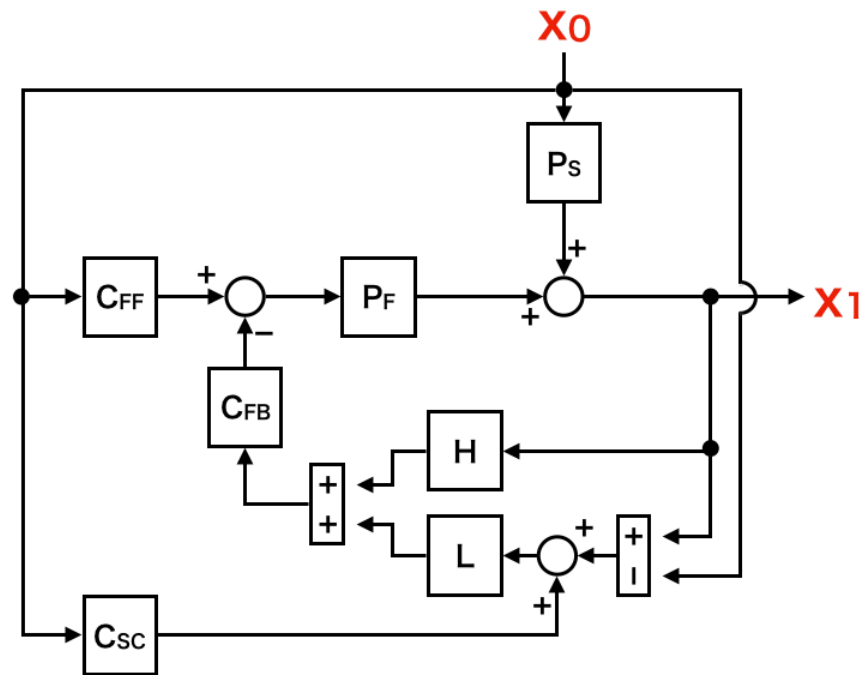 X0
PS
+
+
CFF
PF
+
X1
−
CFB
H
+
+
L
+
+
−
+
CSC